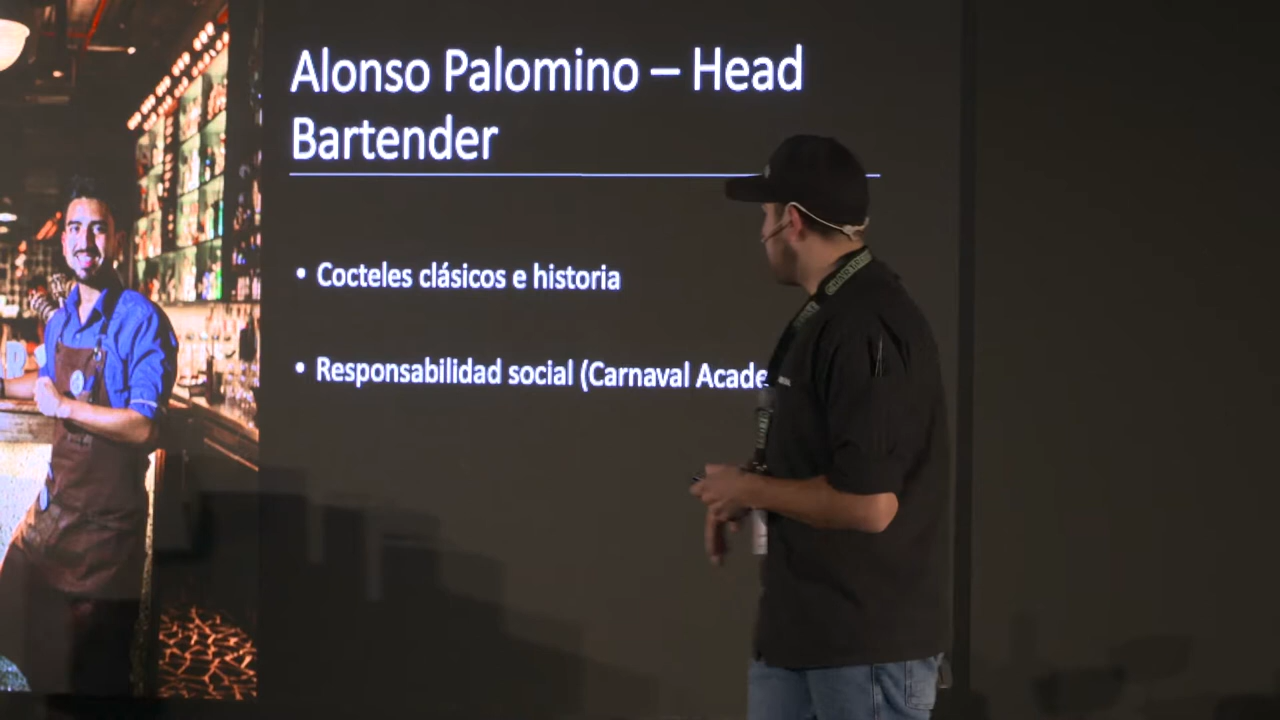 Alonso Palomino – Head
Bartender
• Cocteles clásicos e historia
• Responsabilidad social (Carnaval Acade